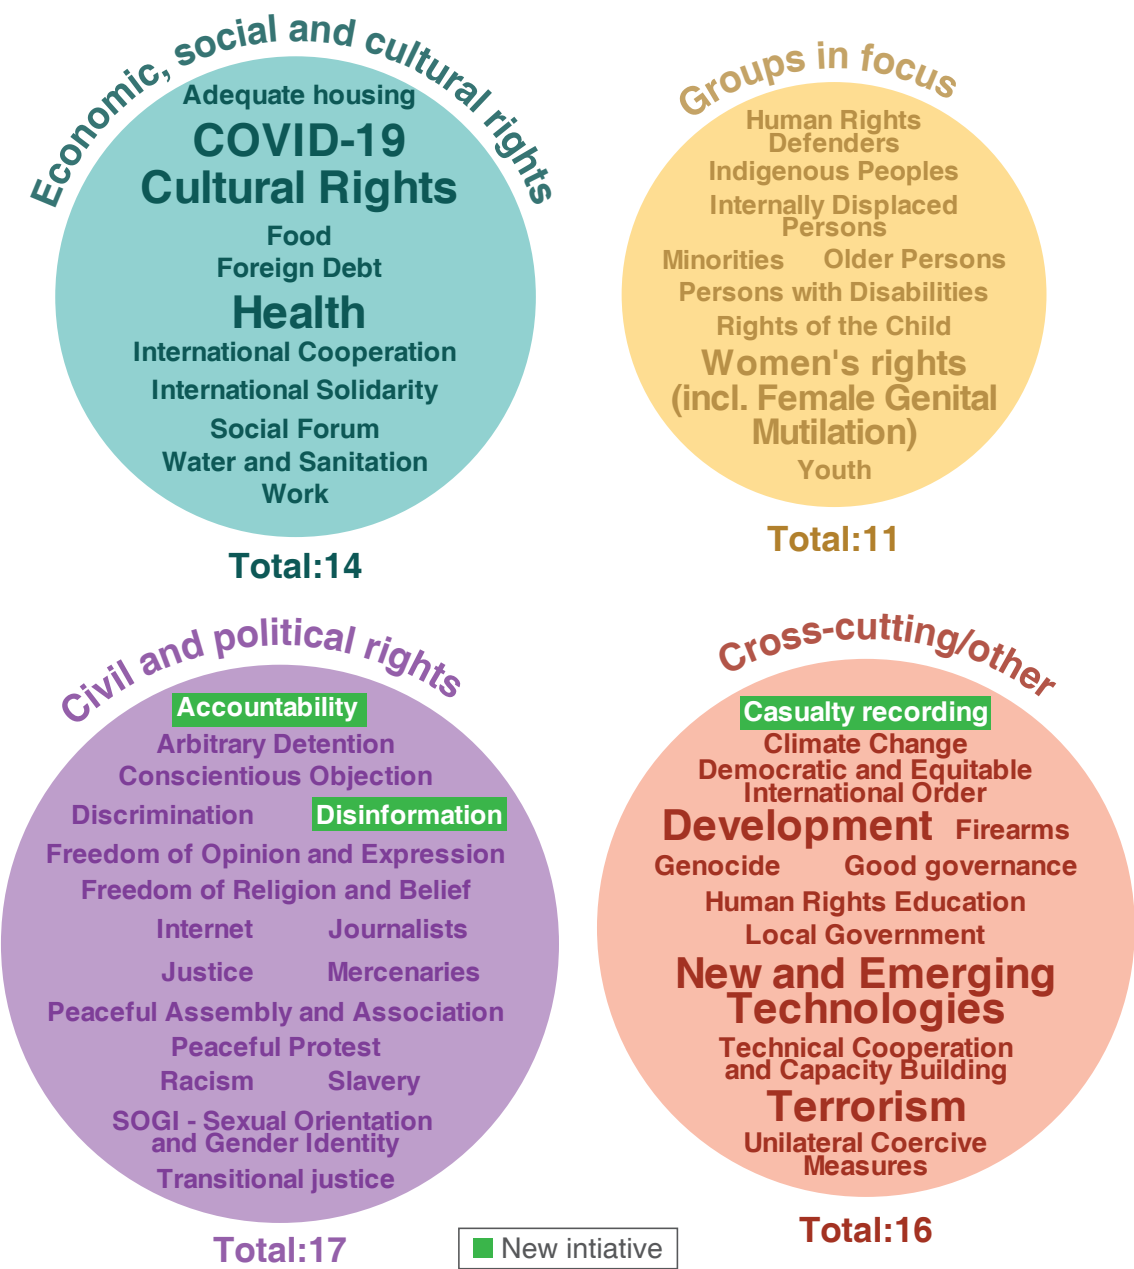 Economic, social and cultural rights
Adequate housing
COVID-19
Cultural Rights
Food
Foreign Debt
Health
International Cooperation
International Solidarity
Social Forum
Water and Sanitation
Work
Total:14
Groups in focus
Human Rights
Defenders
Indigenous Peoples
Internally Displaced
Persons
Minorities Older Persons
Persons with Disabilities
Rights of the Child
Women's rights
(incl. Female Genital
Mutilation)
Youth
Total:11
Civil and political rights
Accountability
Arbitrary Detention
Conscientious Objection
Discrimination Disinformation
Freedom of Opinion and Expression
Freedom of Religion and Belief
Internet Journalists
Justice Mercenaries
Peaceful Assembly and Association
Peaceful Protest
Racism Slavery
SOGI - Sexual Orientation
and Gender Identity
Transitional justice
Total:17
Cross-cutting/other
Casualty recording
Climate Change
Democratic and Equitable
International Order
Development Firearms
Genocide Good governance
Human Rights Education
Local Government
New and Emerging
Technologies
Technical Cooperation
and Capacity Building
Terrorism
Unilateral Coercive
Measures
Total:16
New intiative